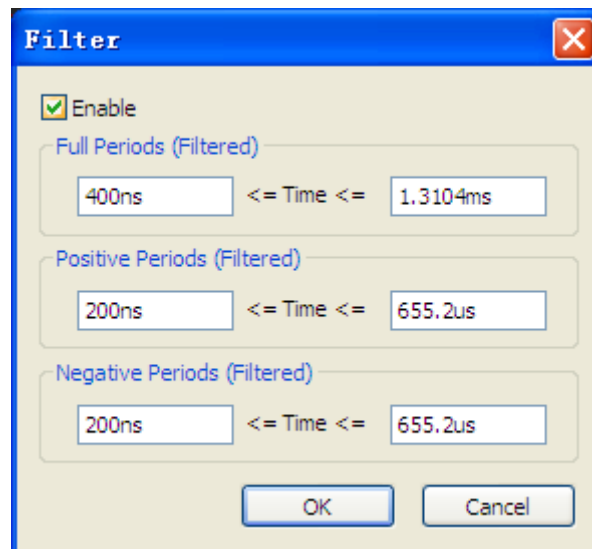 Filter
Enable
Full Periods (Filtered)
400ns <= Time <= 1.3104ms
Positive Periods (Filtered)
200ns <= Time <= 655.2us
Negative Periods (Filtered)
200ns <= Time <= 655.2us
OK Cancel